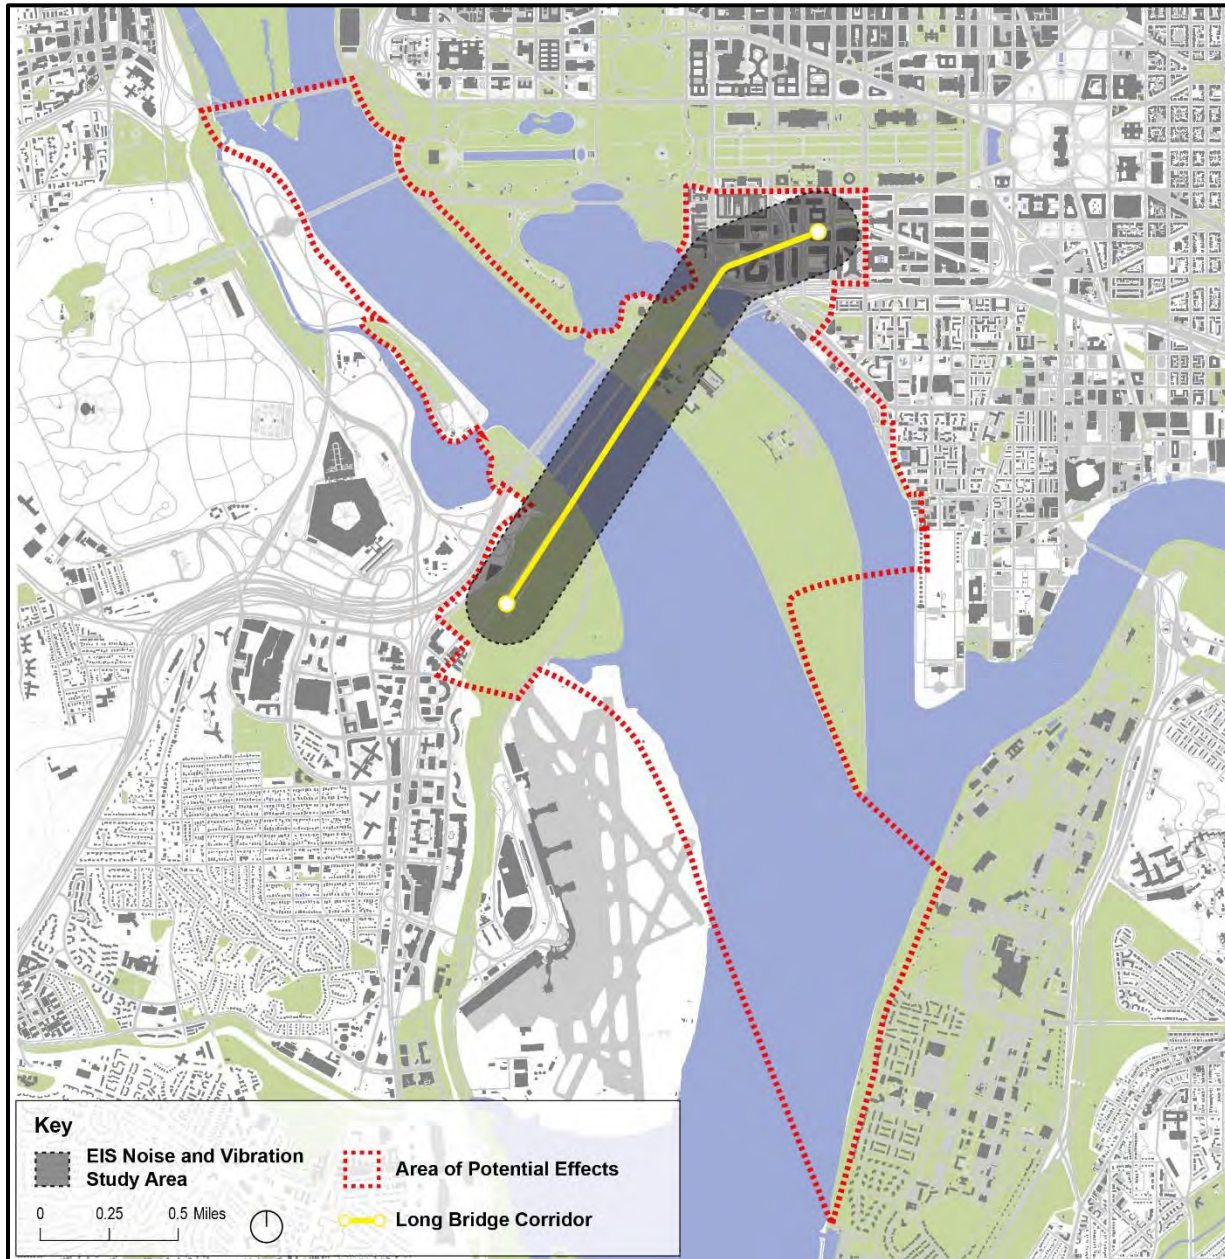 Key
EIS Noise and Vibration
Study Area
Area of Potential Effects
0 0.25 0.5 Miles
Long Bridge Corridor